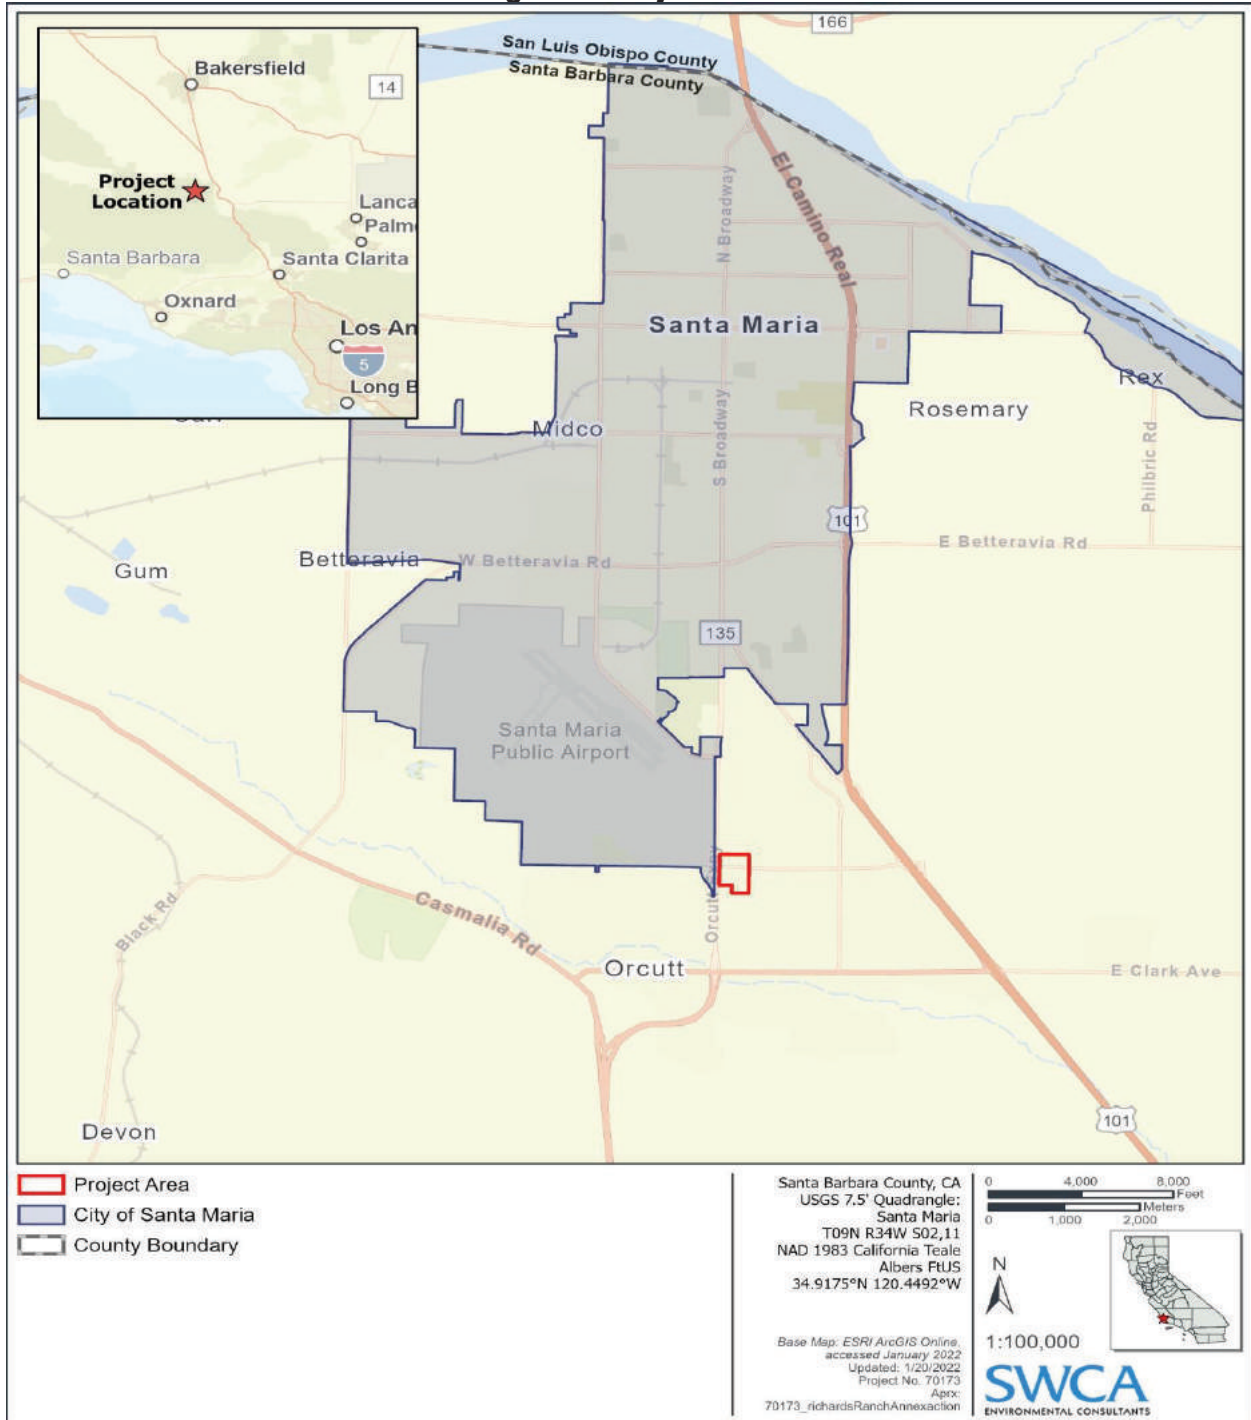 166
San Luis Obispo County
Santa Barbara County
Bakersfield
14
Project
Location
Lanca
Palm
Santa Barbara
Santa Clarita
Oxnard
Los An
5
Long B
N Broadway
El Camino Real
Santa Maria
Rex
Rosemary
Midco
S Broadway
Philbric Rd
101
E Betteravia Rd
Betteravia
W Betteravia Rd
Gum
135
Santa Maria
Public Airport
Black Rd
Casmalia Rd
Orcutt
Orcutt
E Clark Ave
Devon
101
Project Area
City of Santa Maria
County Boundary
Santa Barbara County, CA
USGS 7.5' Quadrangle:
Santa Maria
T09N R34W S02,11
NAD 1983 California Teale
Albers FtUS
34.9175°N 120.4492°W
Base Map: ESRI ArcGIS Online,
accessed January 2022
Updated: 1/20/2022
Project No. 70173
Aprx:
70173_richardsRanchAnnexaction
0 4,000 8,000
Feet
Meters
0 1,000 2,000
N
1:100,000
SWCA
ENVIRONMENTAL CONSULTANTS